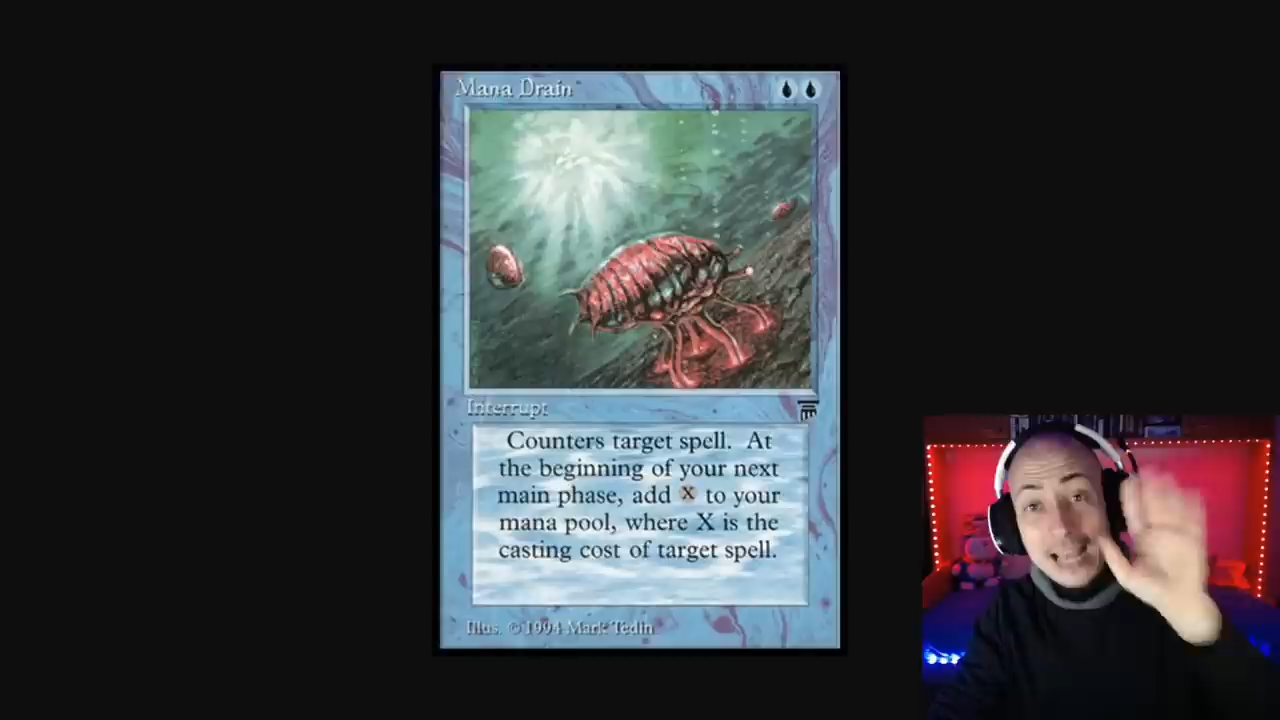 Mana Drain
Interrupt
Counters target spell. At
the beginning of your next
main phase, add X to your
mana pool, where X is the
casting cost of target spell.
Illus. © 1994 Mark Tedin